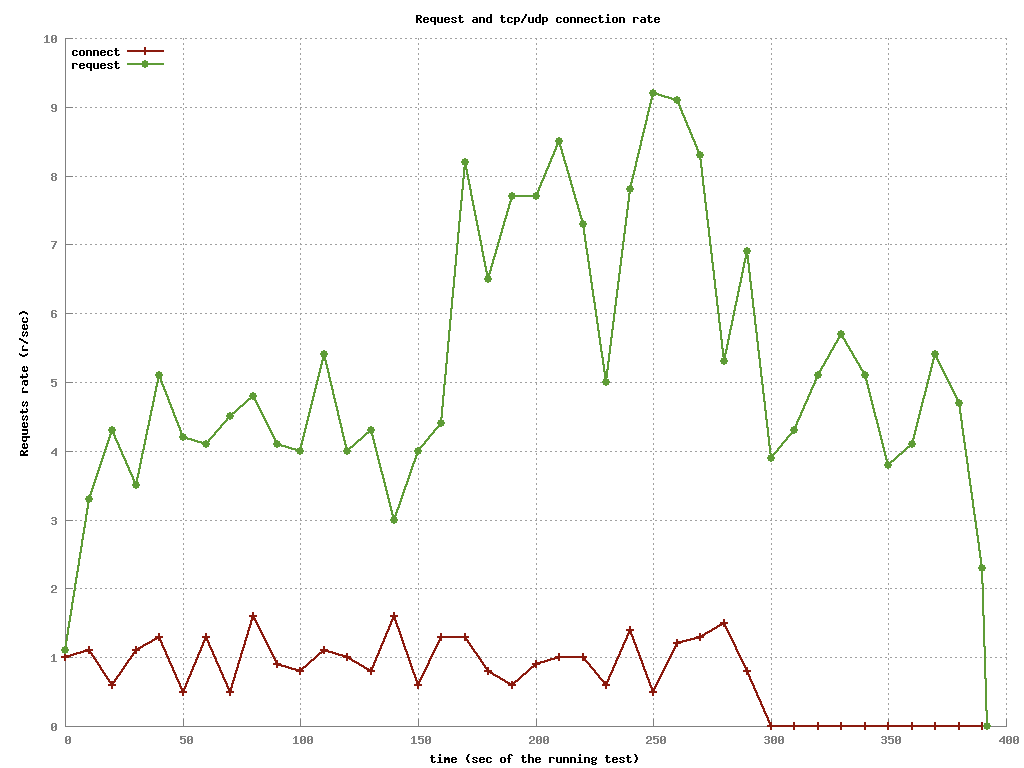 Request and tcp/udp connection rate
connect
request
10
9
8
7
6
5
4
3
2
1
0
Requests rate (r/sec)
0 50 100 150 200 250 300 350 400
time (sec of the running test)